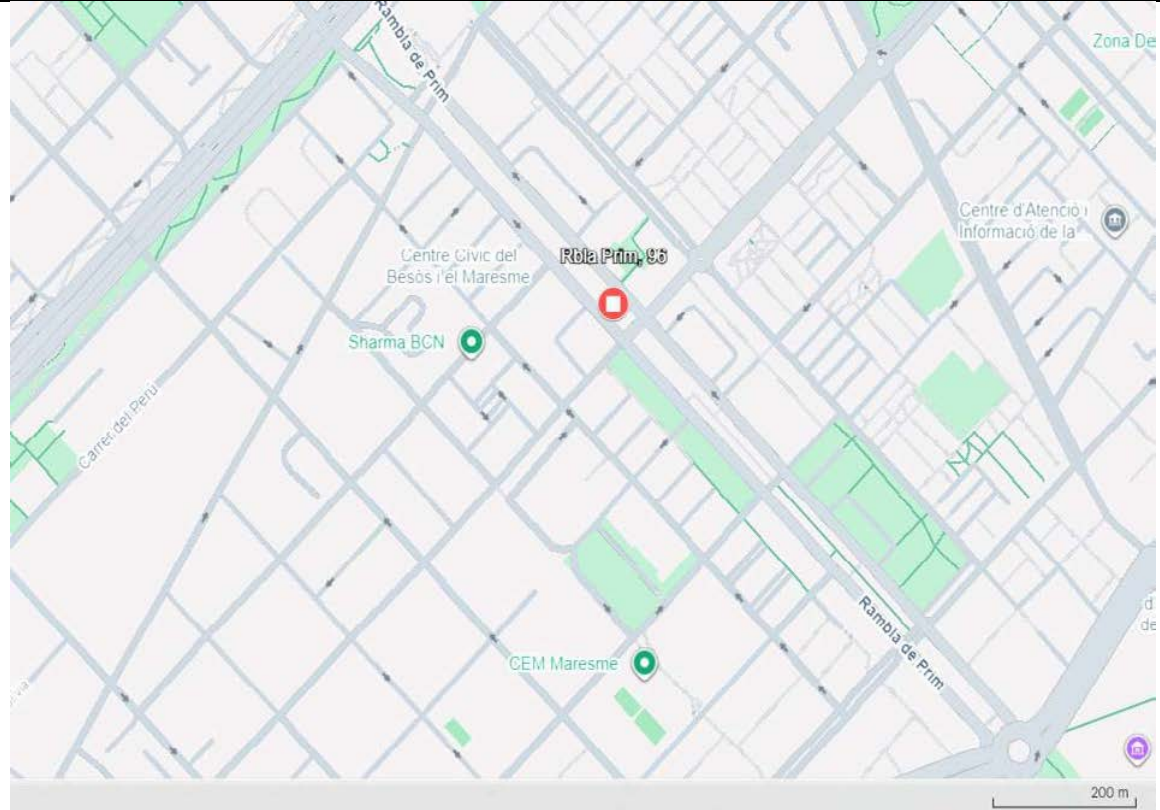 Rambla de Prim
Zona De
Centre d'Atenció i
Informació de la
Centre Cívic del
Besòs i el Maresme
Rbla Prim, 96
Sharma BCN
Carrer del Perú
Rambla de Prim
CEM Maresme
d
de
200 m